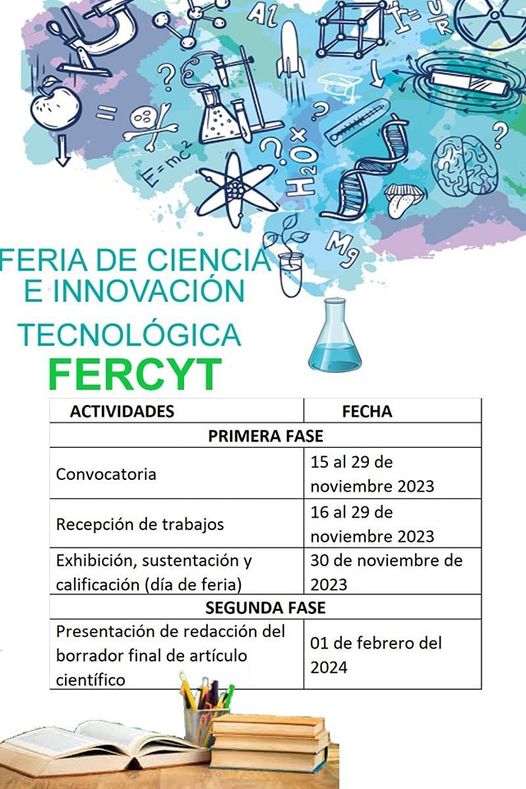 Al
I=U/R
?
=
?
E=mc²
?
?
H₂Ox
?
Mg
FERIA DE CIENCIA
E INNOVACIÓN
TECNOLÓGICA
FERCYT
ACTIVIDADES FECHA
PRIMERA FASE
Convocatoria
15 al 29 de
noviembre 2023
Recepción de trabajos
16 al 29 de
noviembre 2023
Exhibición, sustentación y
calificación (día de feria)
30 de noviembre de
2023
SEGUNDA FASE
Presentación de redacción del
borrador final de artículo
científico
01 de febrero del
2024